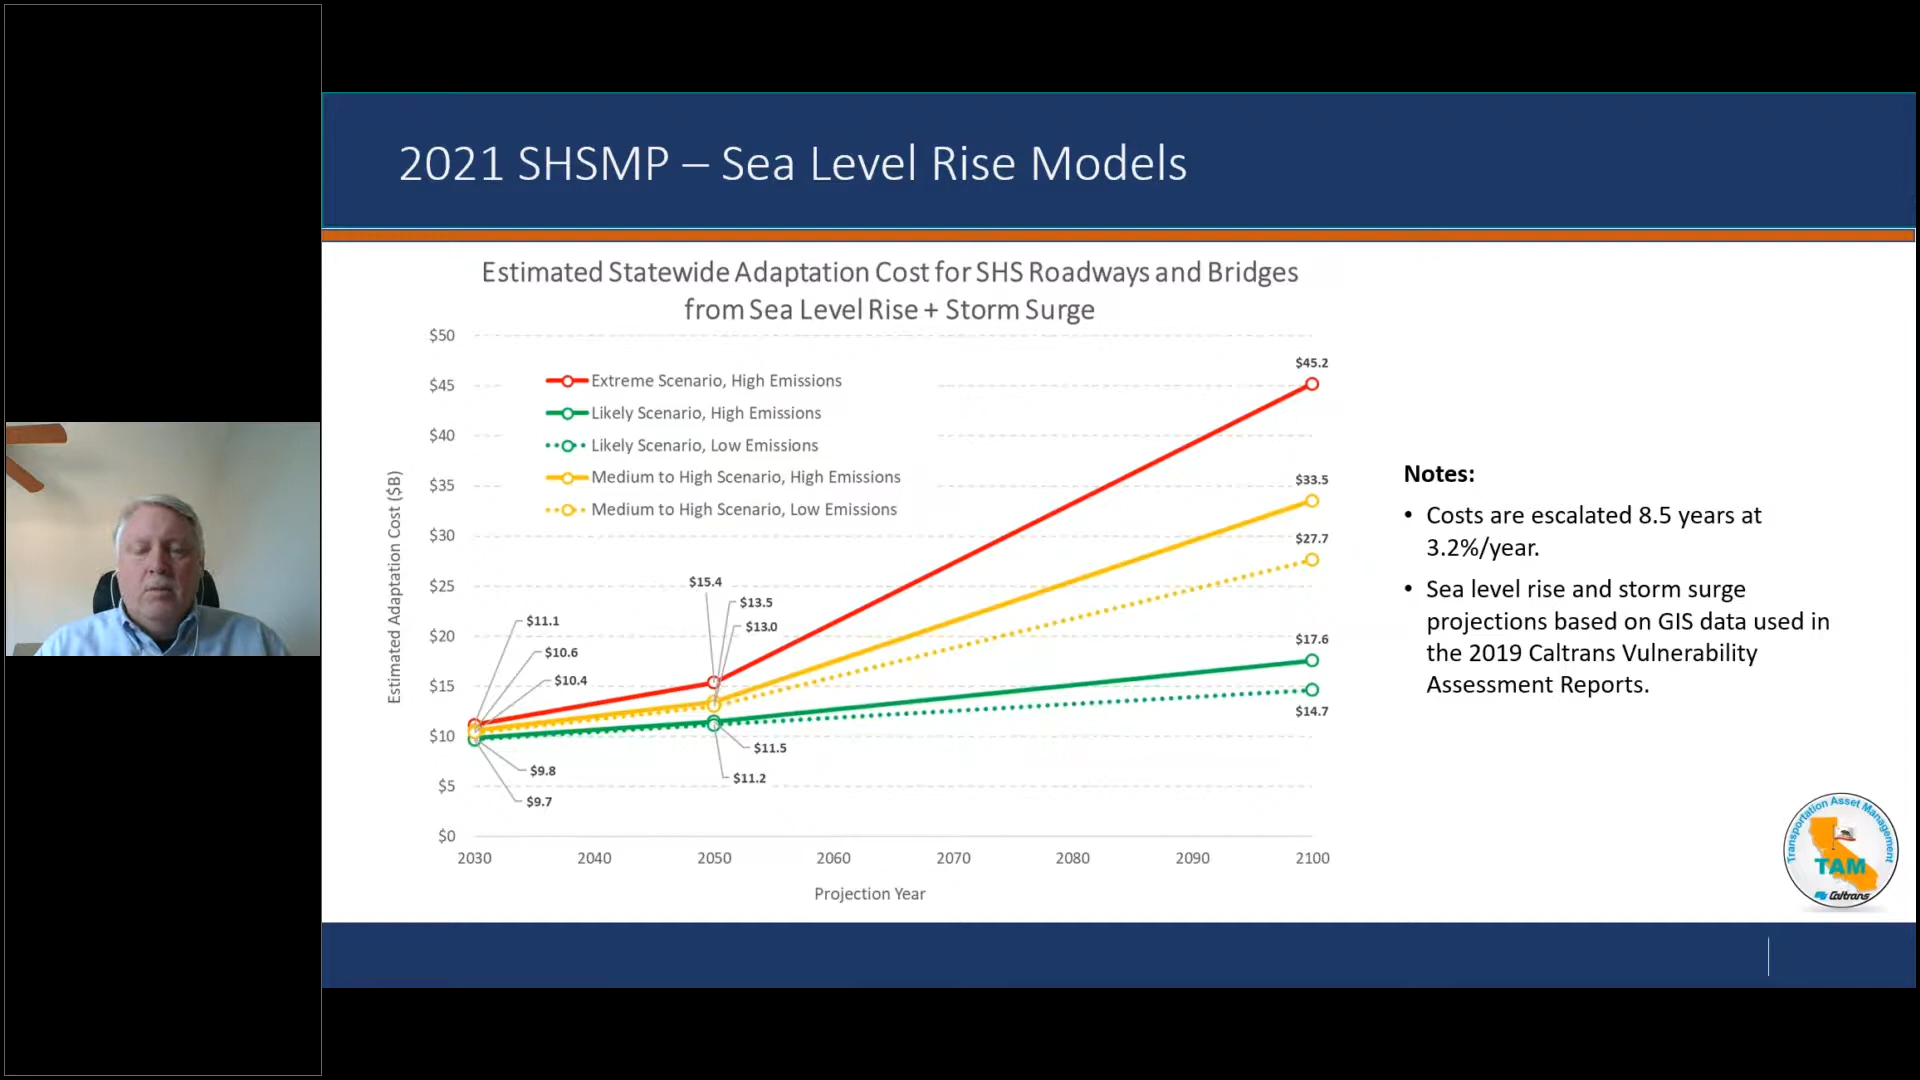 2021 SHSMP – Sea Level Rise Models
Estimated Statewide Adaptation Cost for SHS Roadways and Bridges
from Sea Level Rise + Storm Surge
Estimated Adaptation Cost ($B)
$50
$45
$40
$35
$30
$25
$20
$15
$10
$5
$0
Extreme Scenario, High Emissions
Likely Scenario, High Emissions
Likely Scenario, Low Emissions
Medium to High Scenario, High Emissions
Medium to High Scenario, Low Emissions
$11.1
$10.6
$10.4
$9.8
$9.7
$15.4
$13.5
$13.0
$11.5
$11.2
$45.2
$33.5
$27.7
$17.6
$14.7
2030 2040 2050 2060 2070 2080 2090 2100
Projection Year
Notes:
• Costs are escalated 8.5 years at
3.2%/year.
• Sea level rise and storm surge
projections based on GIS data used in
the 2019 Caltrans Vulnerability
Assessment Reports.
Transportation Asset Management
TAM
Caltrans